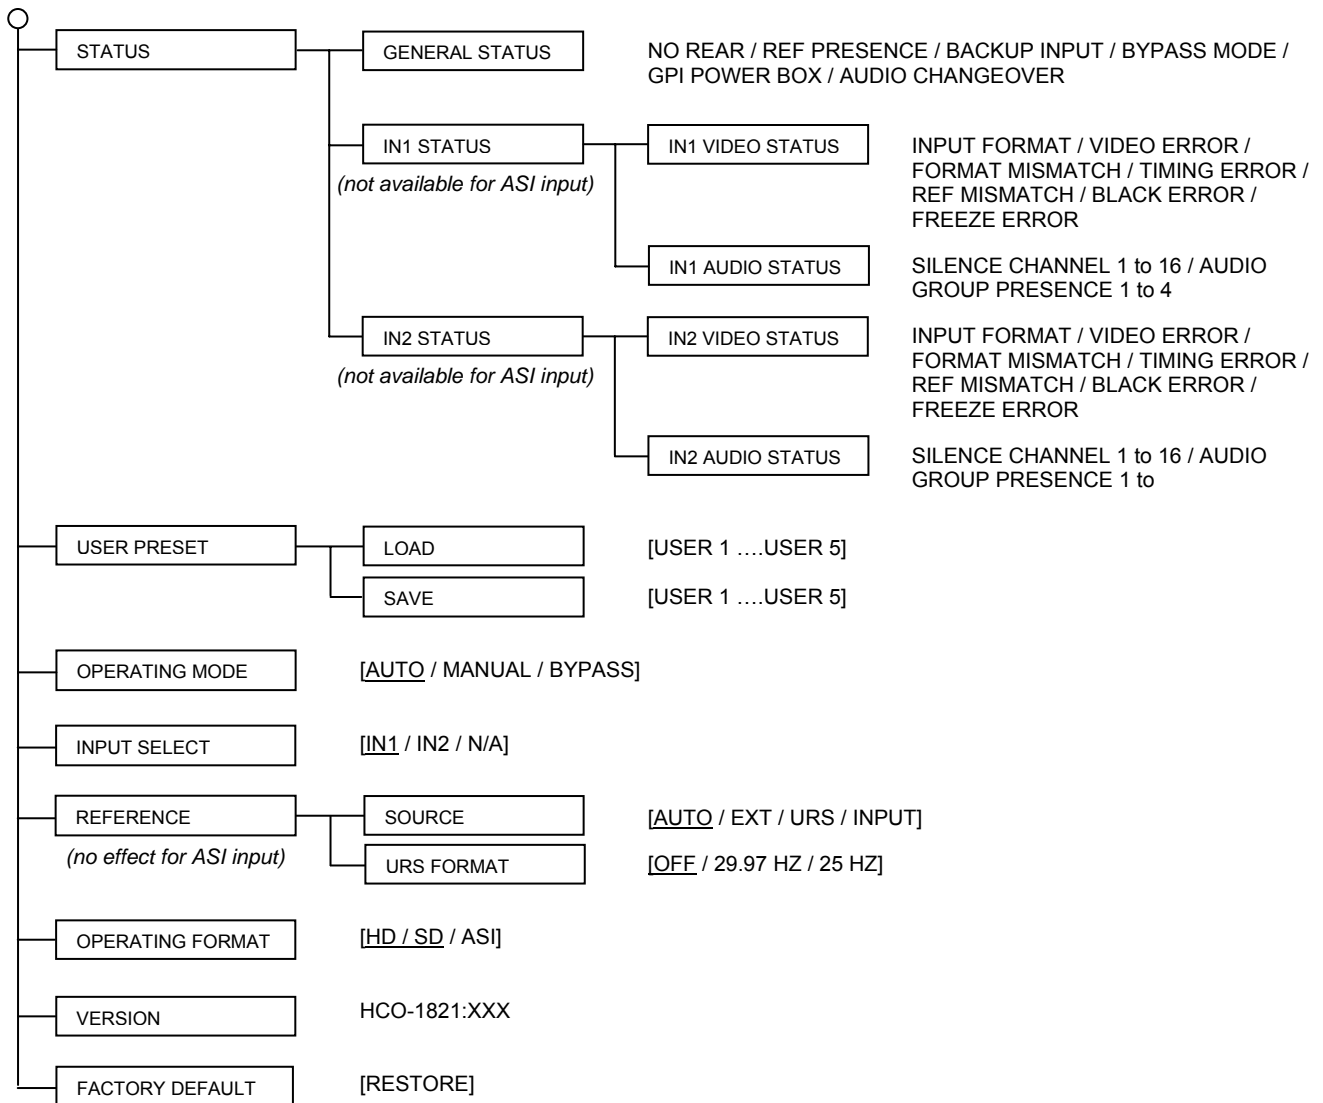 STATUS
GENERAL STATUS
NO REAR / REF PRESENCE / BACKUP INPUT / BYPASS MODE /
GPI POWER BOX / AUDIO CHANGEOVER
IN1 STATUS
(not available for ASI input)
IN1 VIDEO STATUS
INPUT FORMAT / VIDEO ERROR /
FORMAT MISMATCH / TIMING ERROR /
REF MISMATCH / BLACK ERROR /
FREEZE ERROR
IN1 AUDIO STATUS
SILENCE CHANNEL 1 to 16 / AUDIO
GROUP PRESENCE 1 to 4
IN2 STATUS
(not available for ASI input)
IN2 VIDEO STATUS
INPUT FORMAT / VIDEO ERROR /
FORMAT MISMATCH / TIMING ERROR /
REF MISMATCH / BLACK ERROR /
FREEZE ERROR
IN2 AUDIO STATUS
SILENCE CHANNEL 1 to 16 / AUDIO
GROUP PRESENCE 1 to
USER PRESET
LOAD
[USER 1 ….USER 5]
SAVE
[USER 1 ….USER 5]
OPERATING MODE
[AUTO / MANUAL / BYPASS]
INPUT SELECT
[IN1 / IN2 / N/A]
REFERENCE
(no effect for ASI input)
SOURCE
[AUTO / EXT / URS / INPUT]
URS FORMAT
[OFF / 29.97 HZ / 25 HZ]
OPERATING FORMAT
[HD / SD / ASI]
VERSION
HCO-1821:XXX
FACTORY DEFAULT
[RESTORE]